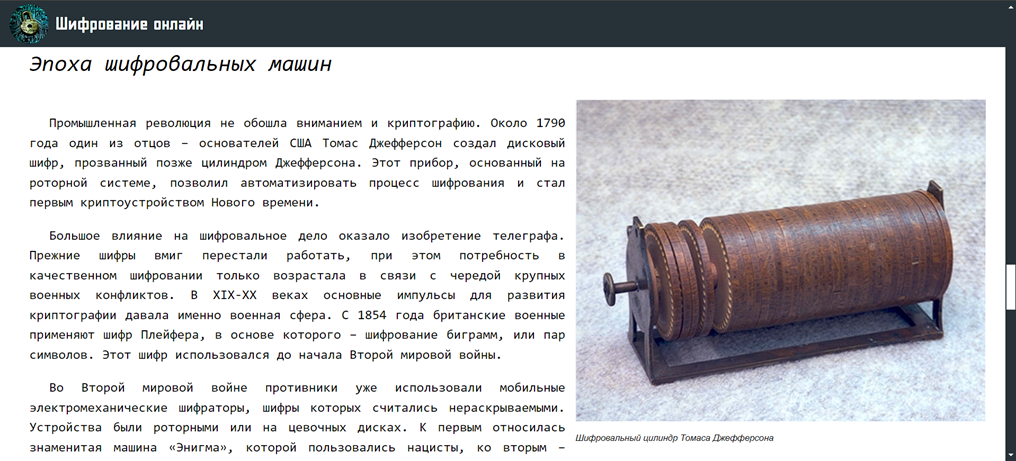 Шифрование онлайн
Эпоха шифровальных машин
Промышленная революция не обошла вниманием и криптографию. Около 1790
года один из отцов – основателей США Томас Джефферсон создал дисковый
шифр, прозванный позже цилиндром Джефферсона. Этот прибор, основанный на
роторной системе, позволил автоматизировать процесс шифрования и стал
первым криптоустройством Нового времени.
Большое влияние на шифровальное дело оказало изобретение телеграфа.
Прежние шифры вмиг перестали работать, при этом потребность в
качественном шифровании только возрастала в связи с чередой крупных
военных конфликтов. В XIX-XX веках основные импульсы для развития
криптографии давала именно военная сфера. С 1854 года британские военные
применяют шифр Плейфера, в основе которого – шифрование биграмм, или пар
символов. Этот шифр использовался до начала Второй мировой войны.
Во Второй мировой войне противники уже использовали мобильные
электромеханические шифраторы, шифры которых считались нераскрываемыми.
Устройства были роторными или на цевочных дисках. К первым относилась
знаменитая машина «Энигма», которой пользовались нацисты, ко вторым –
Шифровальный цилиндр Томаса Джефферсона